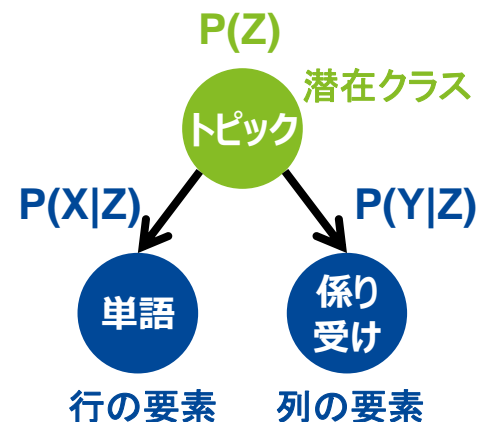 P(Z)
潜在クラス
トピック
P(X|Z)
P(Y|Z)
単語
係り
受け
行の要素
列の要素